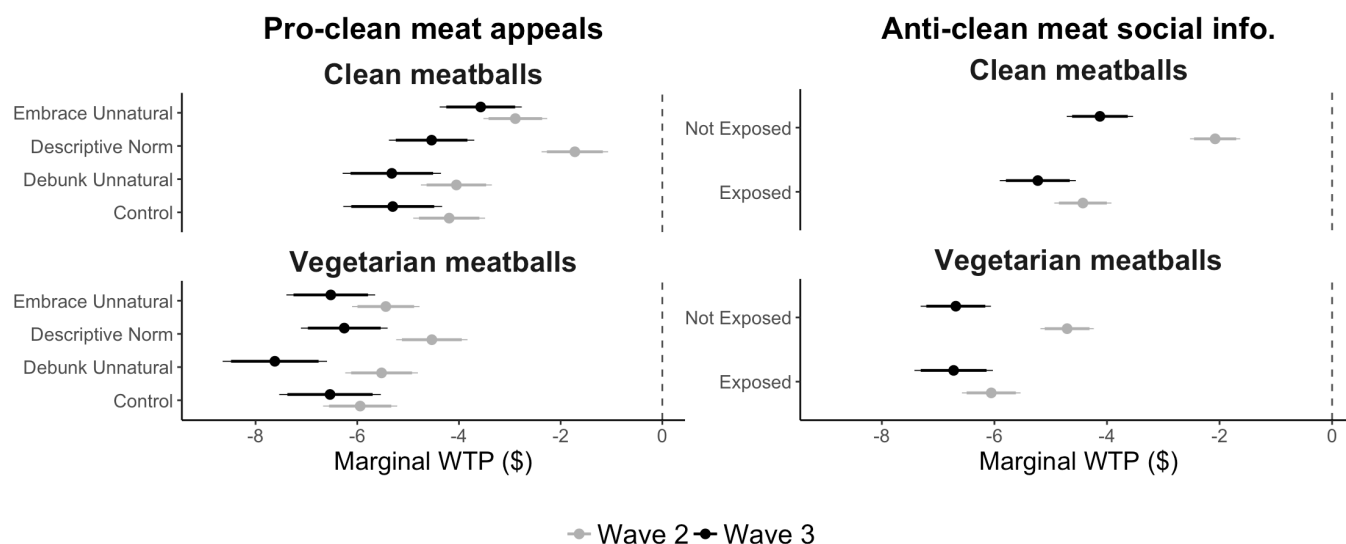 Pro-clean meat appeals
Clean meatballs
Embrace Unnatural
Descriptive Norm
Debunk Unnatural
Control
Vegetarian meatballs
Embrace Unnatural
Descriptive Norm
Debunk Unnatural
Control
-8 -6 -4 -2 0
Marginal WTP ($)
Anti-clean meat social info.
Clean meatballs
Not Exposed
Exposed
Vegetarian meatballs
Not Exposed
Exposed
-8 -6 -4 -2 0
Marginal WTP ($)
Wave 2 Wave 3